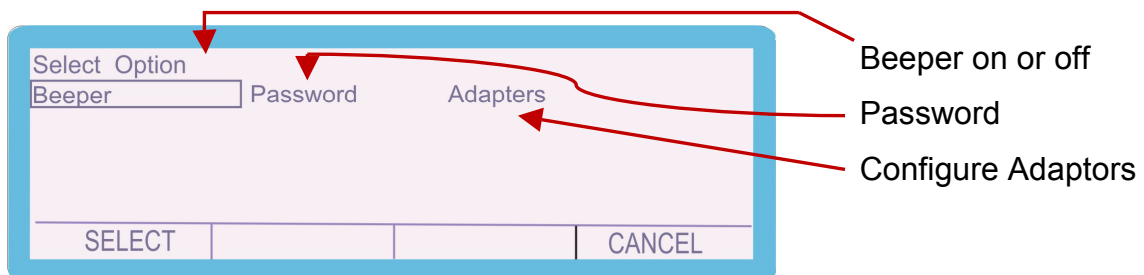 Select Option
Beeper Password Adapters
SELECT CANCEL
Beeper on or off
Password
Configure Adaptors